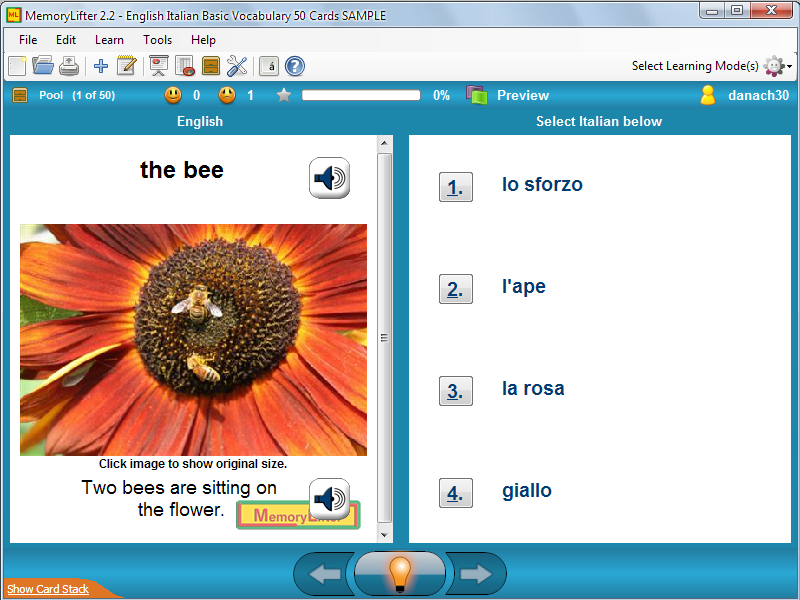 MemoryLifter 2.2 - English Italian Basic Vocabulary 50 Cards SAMPLE
File Edit Learn Tools Help
á ? Select Learning Mode(s)
Pool (1 of 50) 0 1 0% Preview danach30
English
Select Italian below
the bee
Click image to show original size.
Two bees are sitting on
the flower.
MemoryLifter
1. lo sforzo
2. l'ape
3. la rosa
4. giallo
Show Card Stack